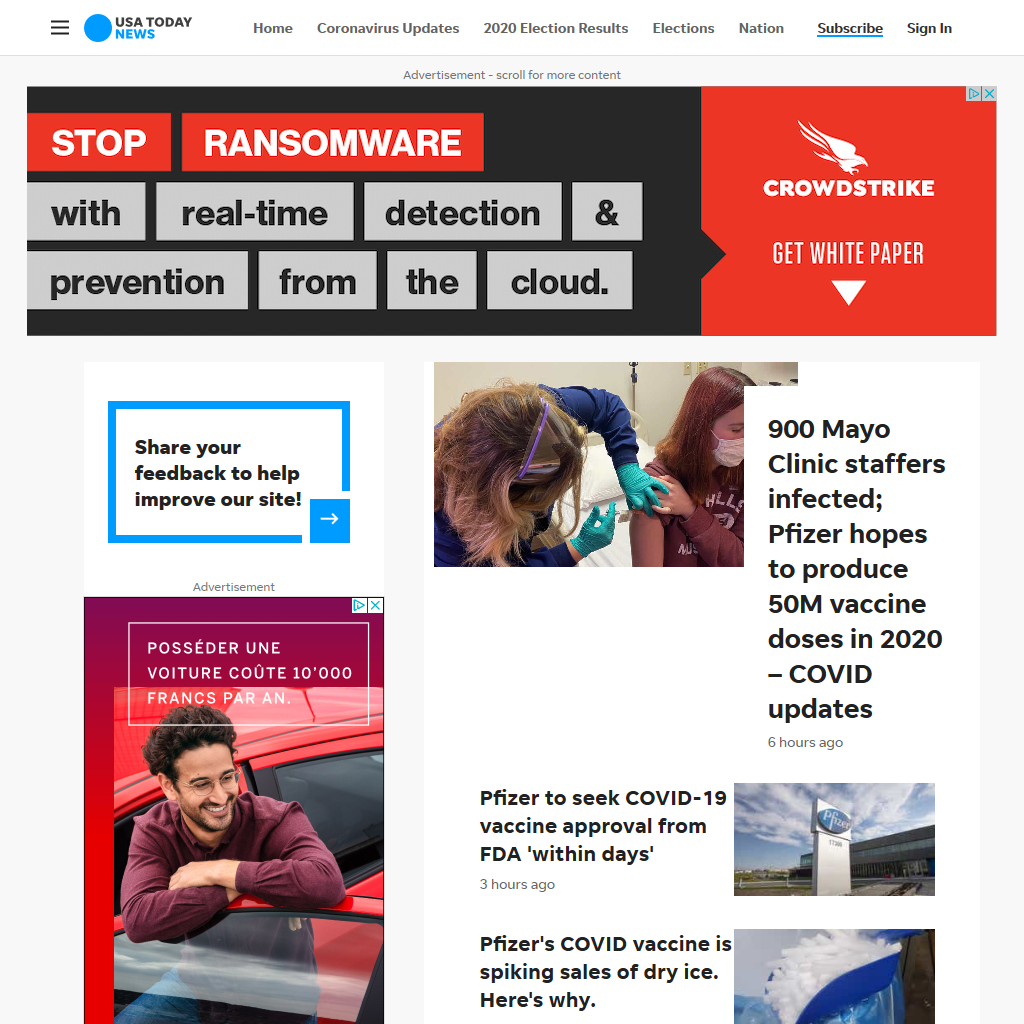 USA TODAY
NEWS
Home
Coronavirus Updates
2020 Election Results
Elections
Nation
Subscribe
Sign In
Advertisement - scroll for more content
STOP RANSOMWARE
with real-time detection &
prevention from the cloud.
CROWDSTRIKE
GET WHITE PAPER
Share your
feedback to help
improve our site!
Advertisement
POSSÉDER UNE
VOITURE COÛTE 10'000
FRANCS PAR AN.
900 Mayo
Clinic staffers
infected;
Pfizer hopes
to produce
50M vaccine
doses in 2020
– COVID
updates
6 hours ago
Pfizer to seek COVID-19
vaccine approval from
FDA 'within days'
3 hours ago
Pfizer
Pfizer's COVID vaccine is
spiking sales of dry ice.
Here's why.